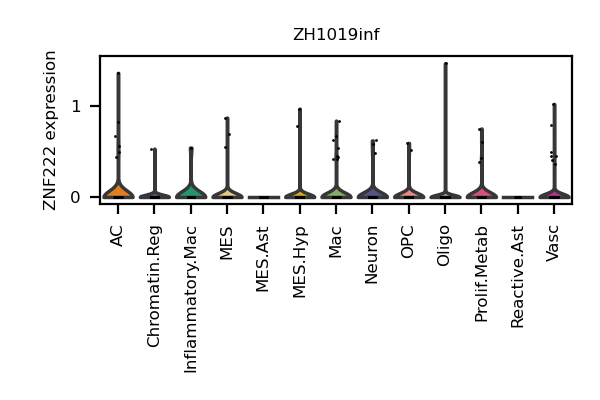 ZH1019inf
ZNF222 expression
1
0
AC
Chromatin.Reg
Inflammatory.Mac
MES
MES.Ast
MES.Hyp
Mac
Neuron
OPC
Oligo
Prolif.Metab
Reactive.Ast
Vasc